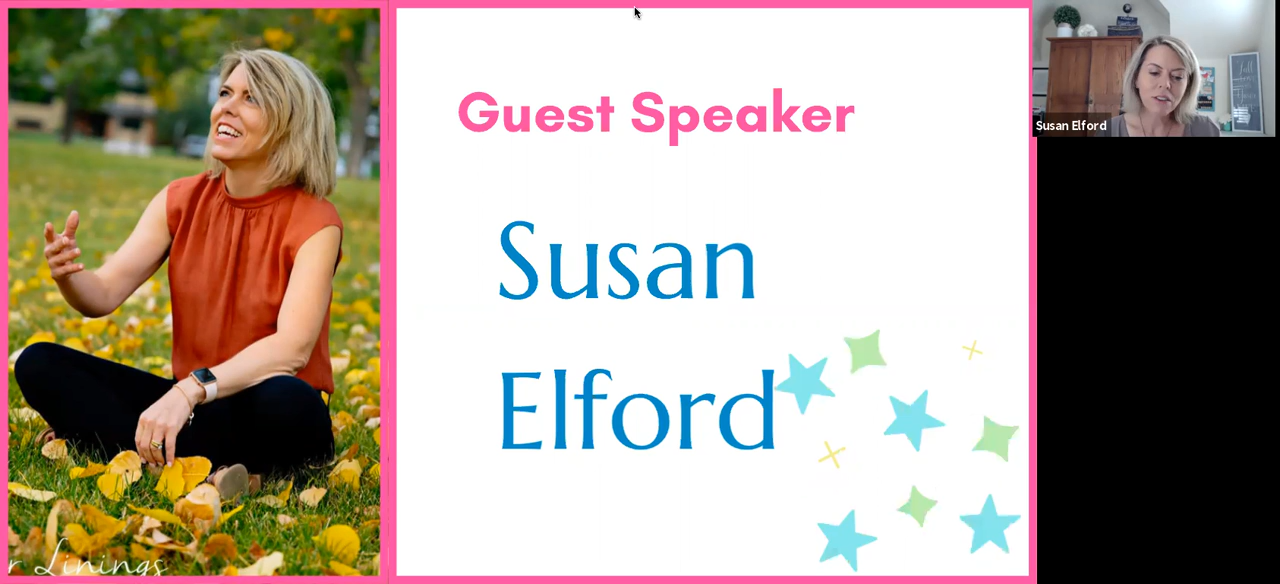 Guest Speaker
Susan
Elford
Susan Elford
r Linings